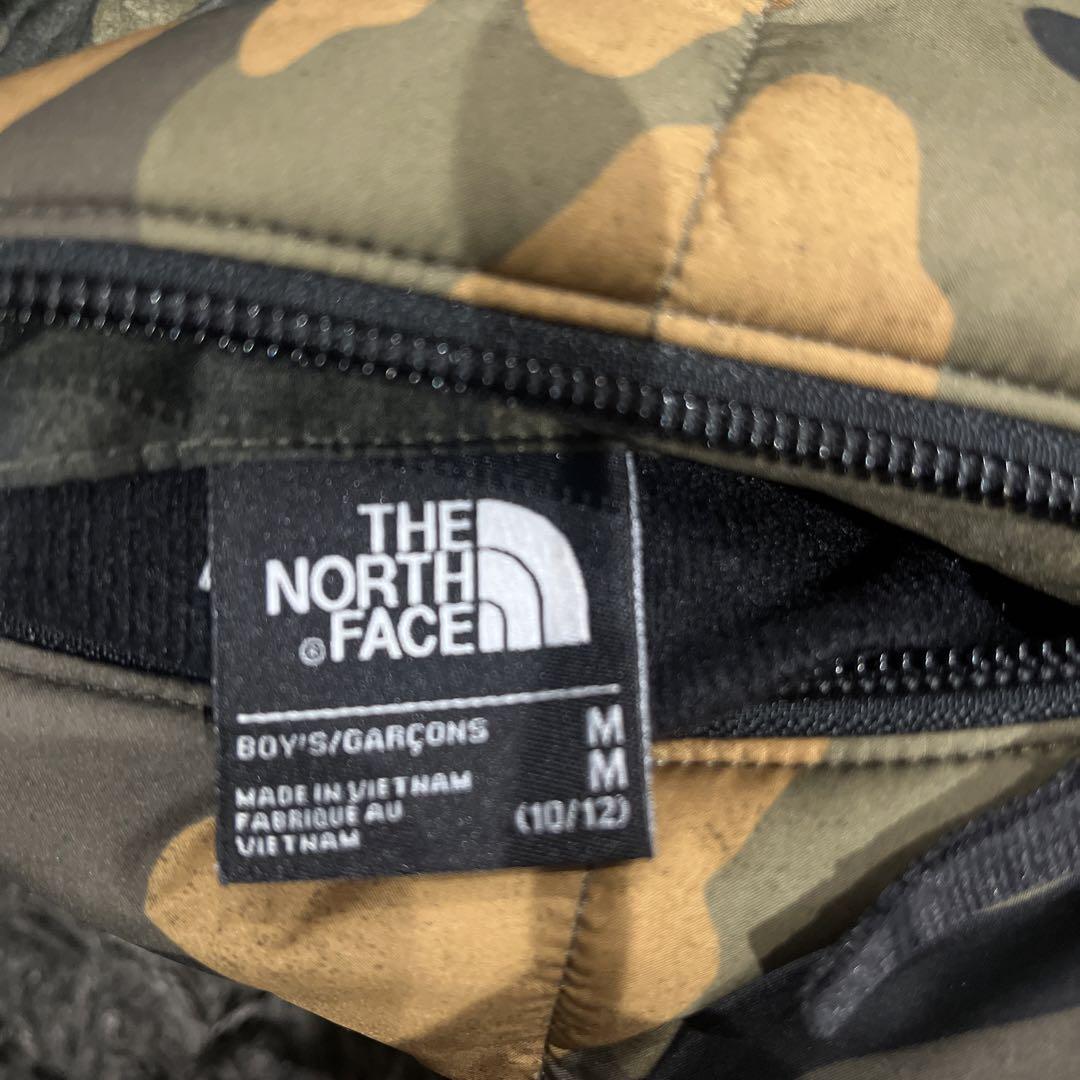 THE
NORTH
®FACE
BOY'S/GARÇONS M
M
MADE IN VIETNAM
FABRIQUE AU
VIETNAM
(10/12)